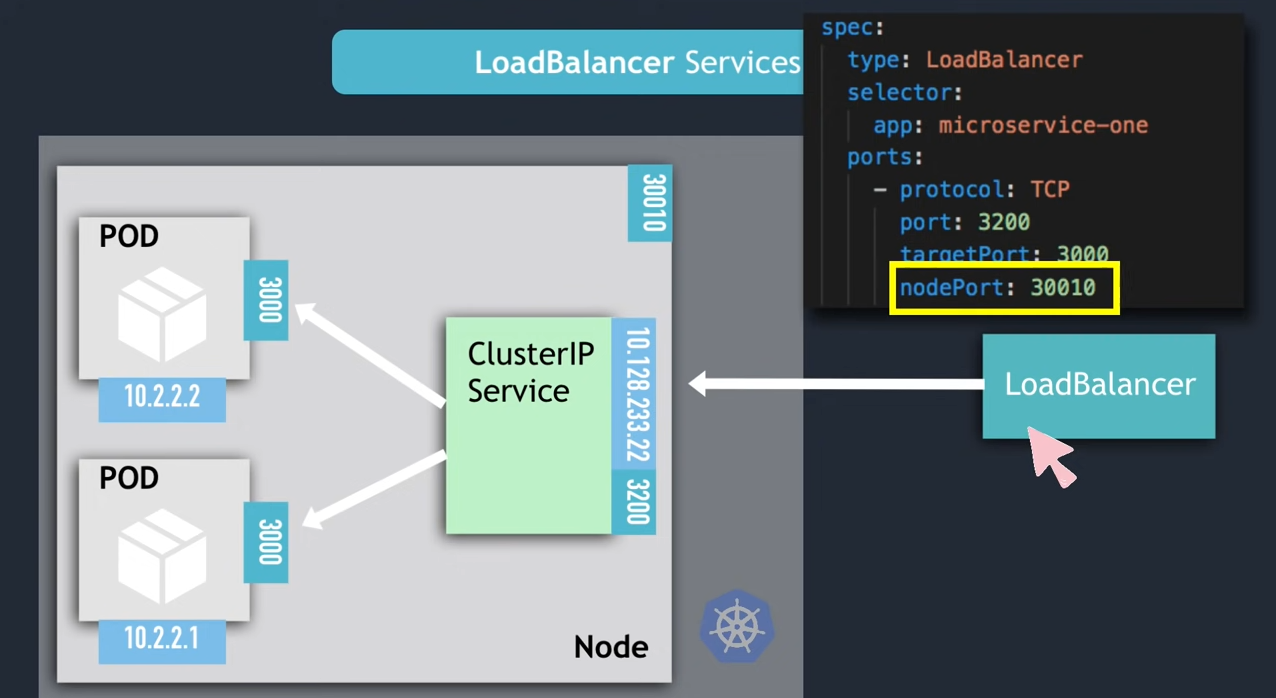 LoadBalancer Services
spec:
type: LoadBalancer
selector:
app: microservice-one
ports:
- protocol: TCP
port: 3200
targetPort: 3000
nodePort: 30010
30010
POD
3000
10.2.2.2
ClusterIP
Service
10.128.233.22
3200
LoadBalancer
POD
3000
10.2.2.1
Node